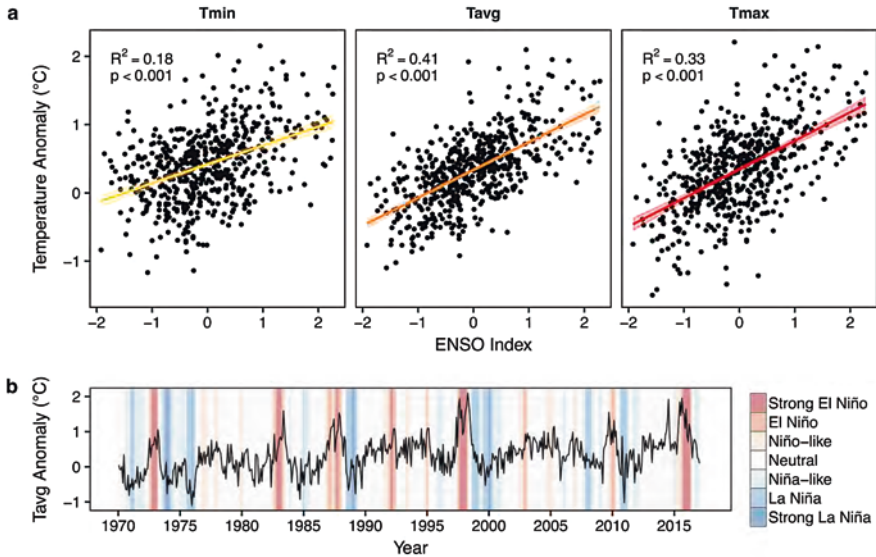 a
Tmin Tavg Tmax
R² = 0.18
p < 0.001
R² = 0.41
p < 0.001
R² = 0.33
p < 0.001
Temperature Anomaly (°C)
2
1
0
−1
−2 −1 0 1 2
−2 −1 0 1 2
−2 −1 0 1 2
ENSO Index
b
Tavg Anomaly (°C)
2
1
0
−1
1970 1975 1980 1985 1990 1995 2000 2005 2010 2015
Year
Strong El Niño
El Niño
Niño−like
Neutral
Niña−like
La Niña
Strong La Niña